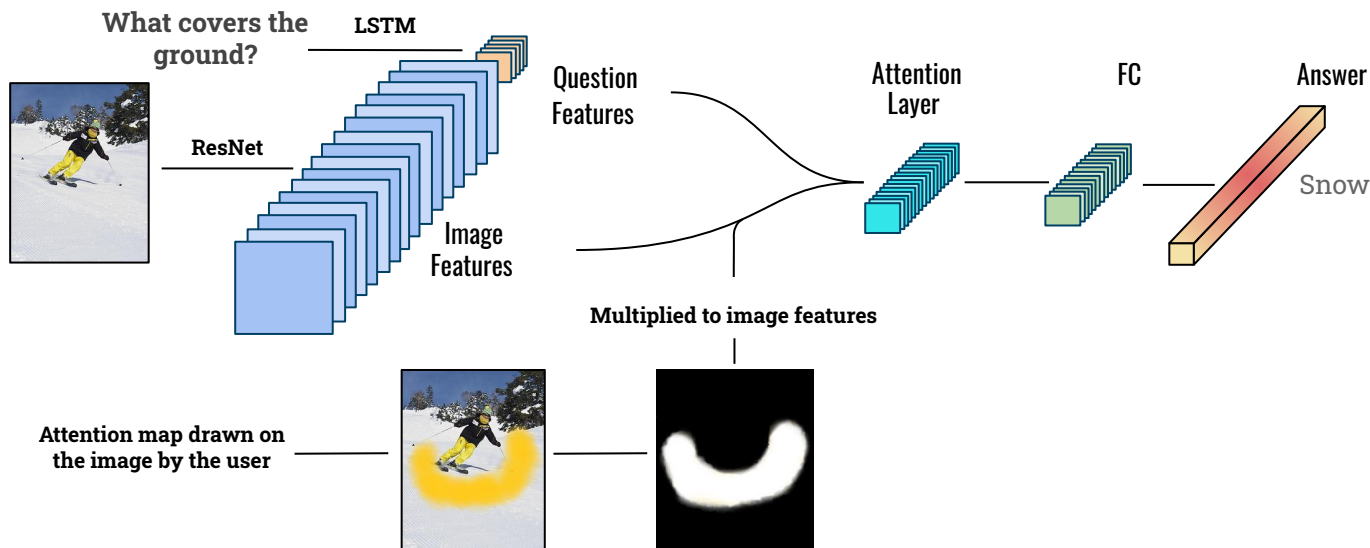 What covers the
ground?
LSTM
ResNet
Question
Features
Image
Features
Attention
Layer
FC
Answer
Snow
Multiplied to image features
Attention map drawn on
the image by the user